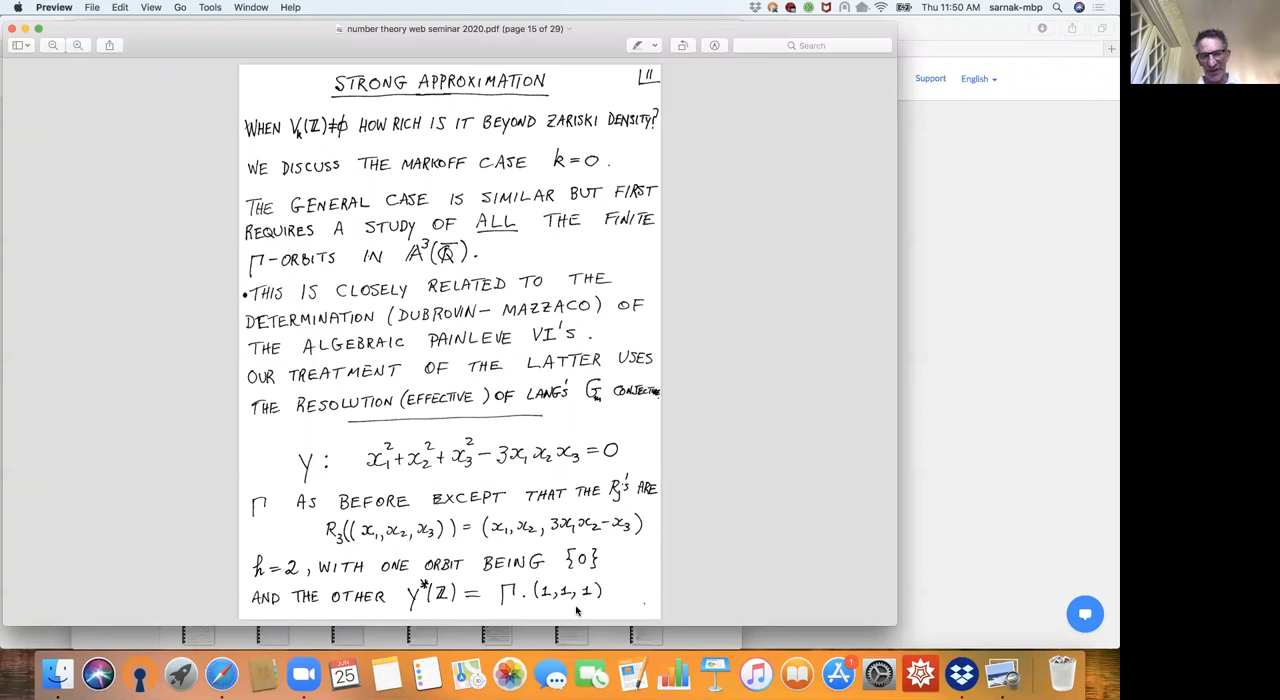 Preview File Edit View Go Tools Window Help
Thu 11:50 AM sarnak-mbp
number theory web seminar 2020.pdf (page 15 of 29)
Search
Support English
STRONG APPROXIMATION
L11
WHEN Vₖ(ℤ)≠φ HOW RICH IS IT BEYOND ZARISKI DENSITY?
WE DISCUSS THE MARKOFF CASE k=0.
THE GENERAL CASE IS SIMILAR BUT FIRST
REQUIRES A STUDY OF ALL THE FINITE
Γ-ORBITS IN 𝔸³(ℚ̅).
•THIS IS CLOSELY RELATED TO THE
DETERMINATION (DUBROVIN-MAZZACO) OF
THE ALGEBRAIC PAINLEVE VI'S.
OUR TREATMENT OF THE LATTER USES
THE RESOLUTION (EFFECTIVE) OF LANGS' Gₘ
Y: x₁²+x₂²+x₃²-3x₁x₂x₃=0
Γ AS BEFORE EXCEPT THAT THE Rⱼ'S ARE
R₃((x₁,x₂,x₃))=(x₁,x₂,3x₁x₂-x₃)
h=2, WITH ONE ORBIT BEING {0}
AND THE OTHER Y*(ℤ)=Γ.(1,1,1)
JUN
25
1